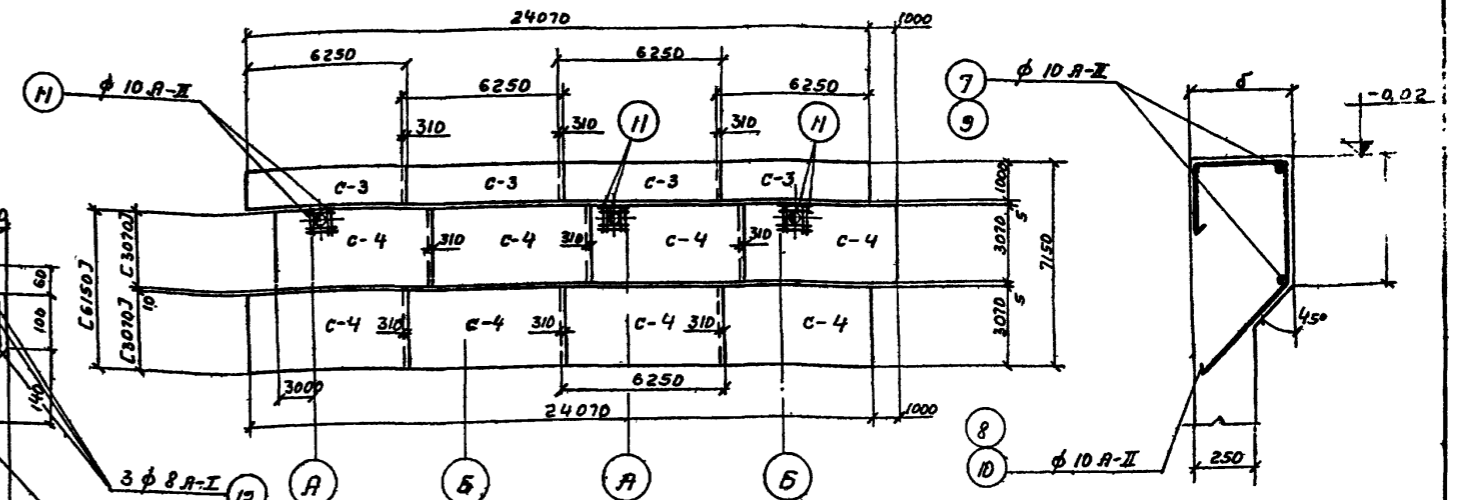 24070 1000
6250 6250
6250 6250
Н φ 10 А-II
310 310 Н 310 Н
С-3 С-3 С-3 С-3
1000
С-4 310 С-4 310 С-4 310 С-4
[3070] [6150] 3070 5 7150
10
С-4 310 С-4 310 С-4 310 С-4
[3070] 3070 5
3000 6250
24070 1000
А Б А Б
60
100
140
3 φ 8 А-I
7 φ 10 А-II
9
б
-0,02
45°
8
10 φ 10 А-II
250